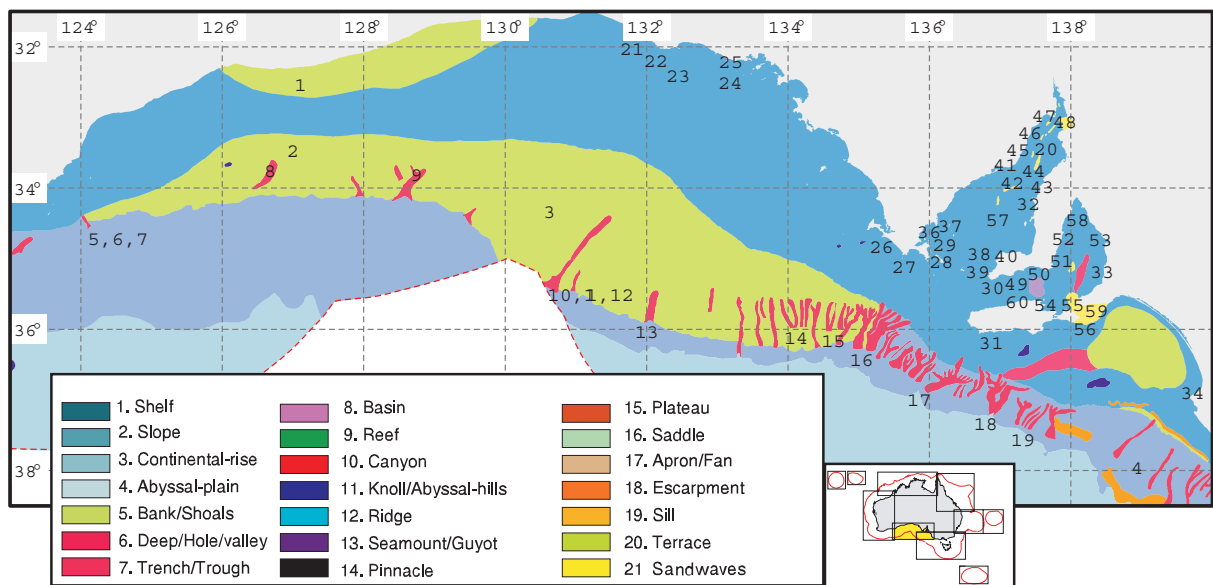 124° 126° 128° 130° 132° 134° 136° 138°
32°
34°
36°
38°
1
2
3
8
9
5,6,7
10,11,12
13
14
15
16
17
18
19
4
21
22
23
25
24
26
27
36
37
29
28
38
39
40
30
49
50
60
54
31
47
48
46
45
20
41
44
42
43
32
57
58
52
53
51
33
55
59
56
34
1. Shelf
2. Slope
3. Continental-rise
4. Abyssal-plain
5. Bank/Shoals
6. Deep/Hole/valley
7. Trench/Trough
8. Basin
9. Reef
10. Canyon
11. Knoll/Abyssal-hills
12. Ridge
13. Seamount/Guyot
14. Pinnacle
15. Plateau
16. Saddle
17. Apron/Fan
18. Escarpment
19. Sill
20. Terrace
21 Sandwaves